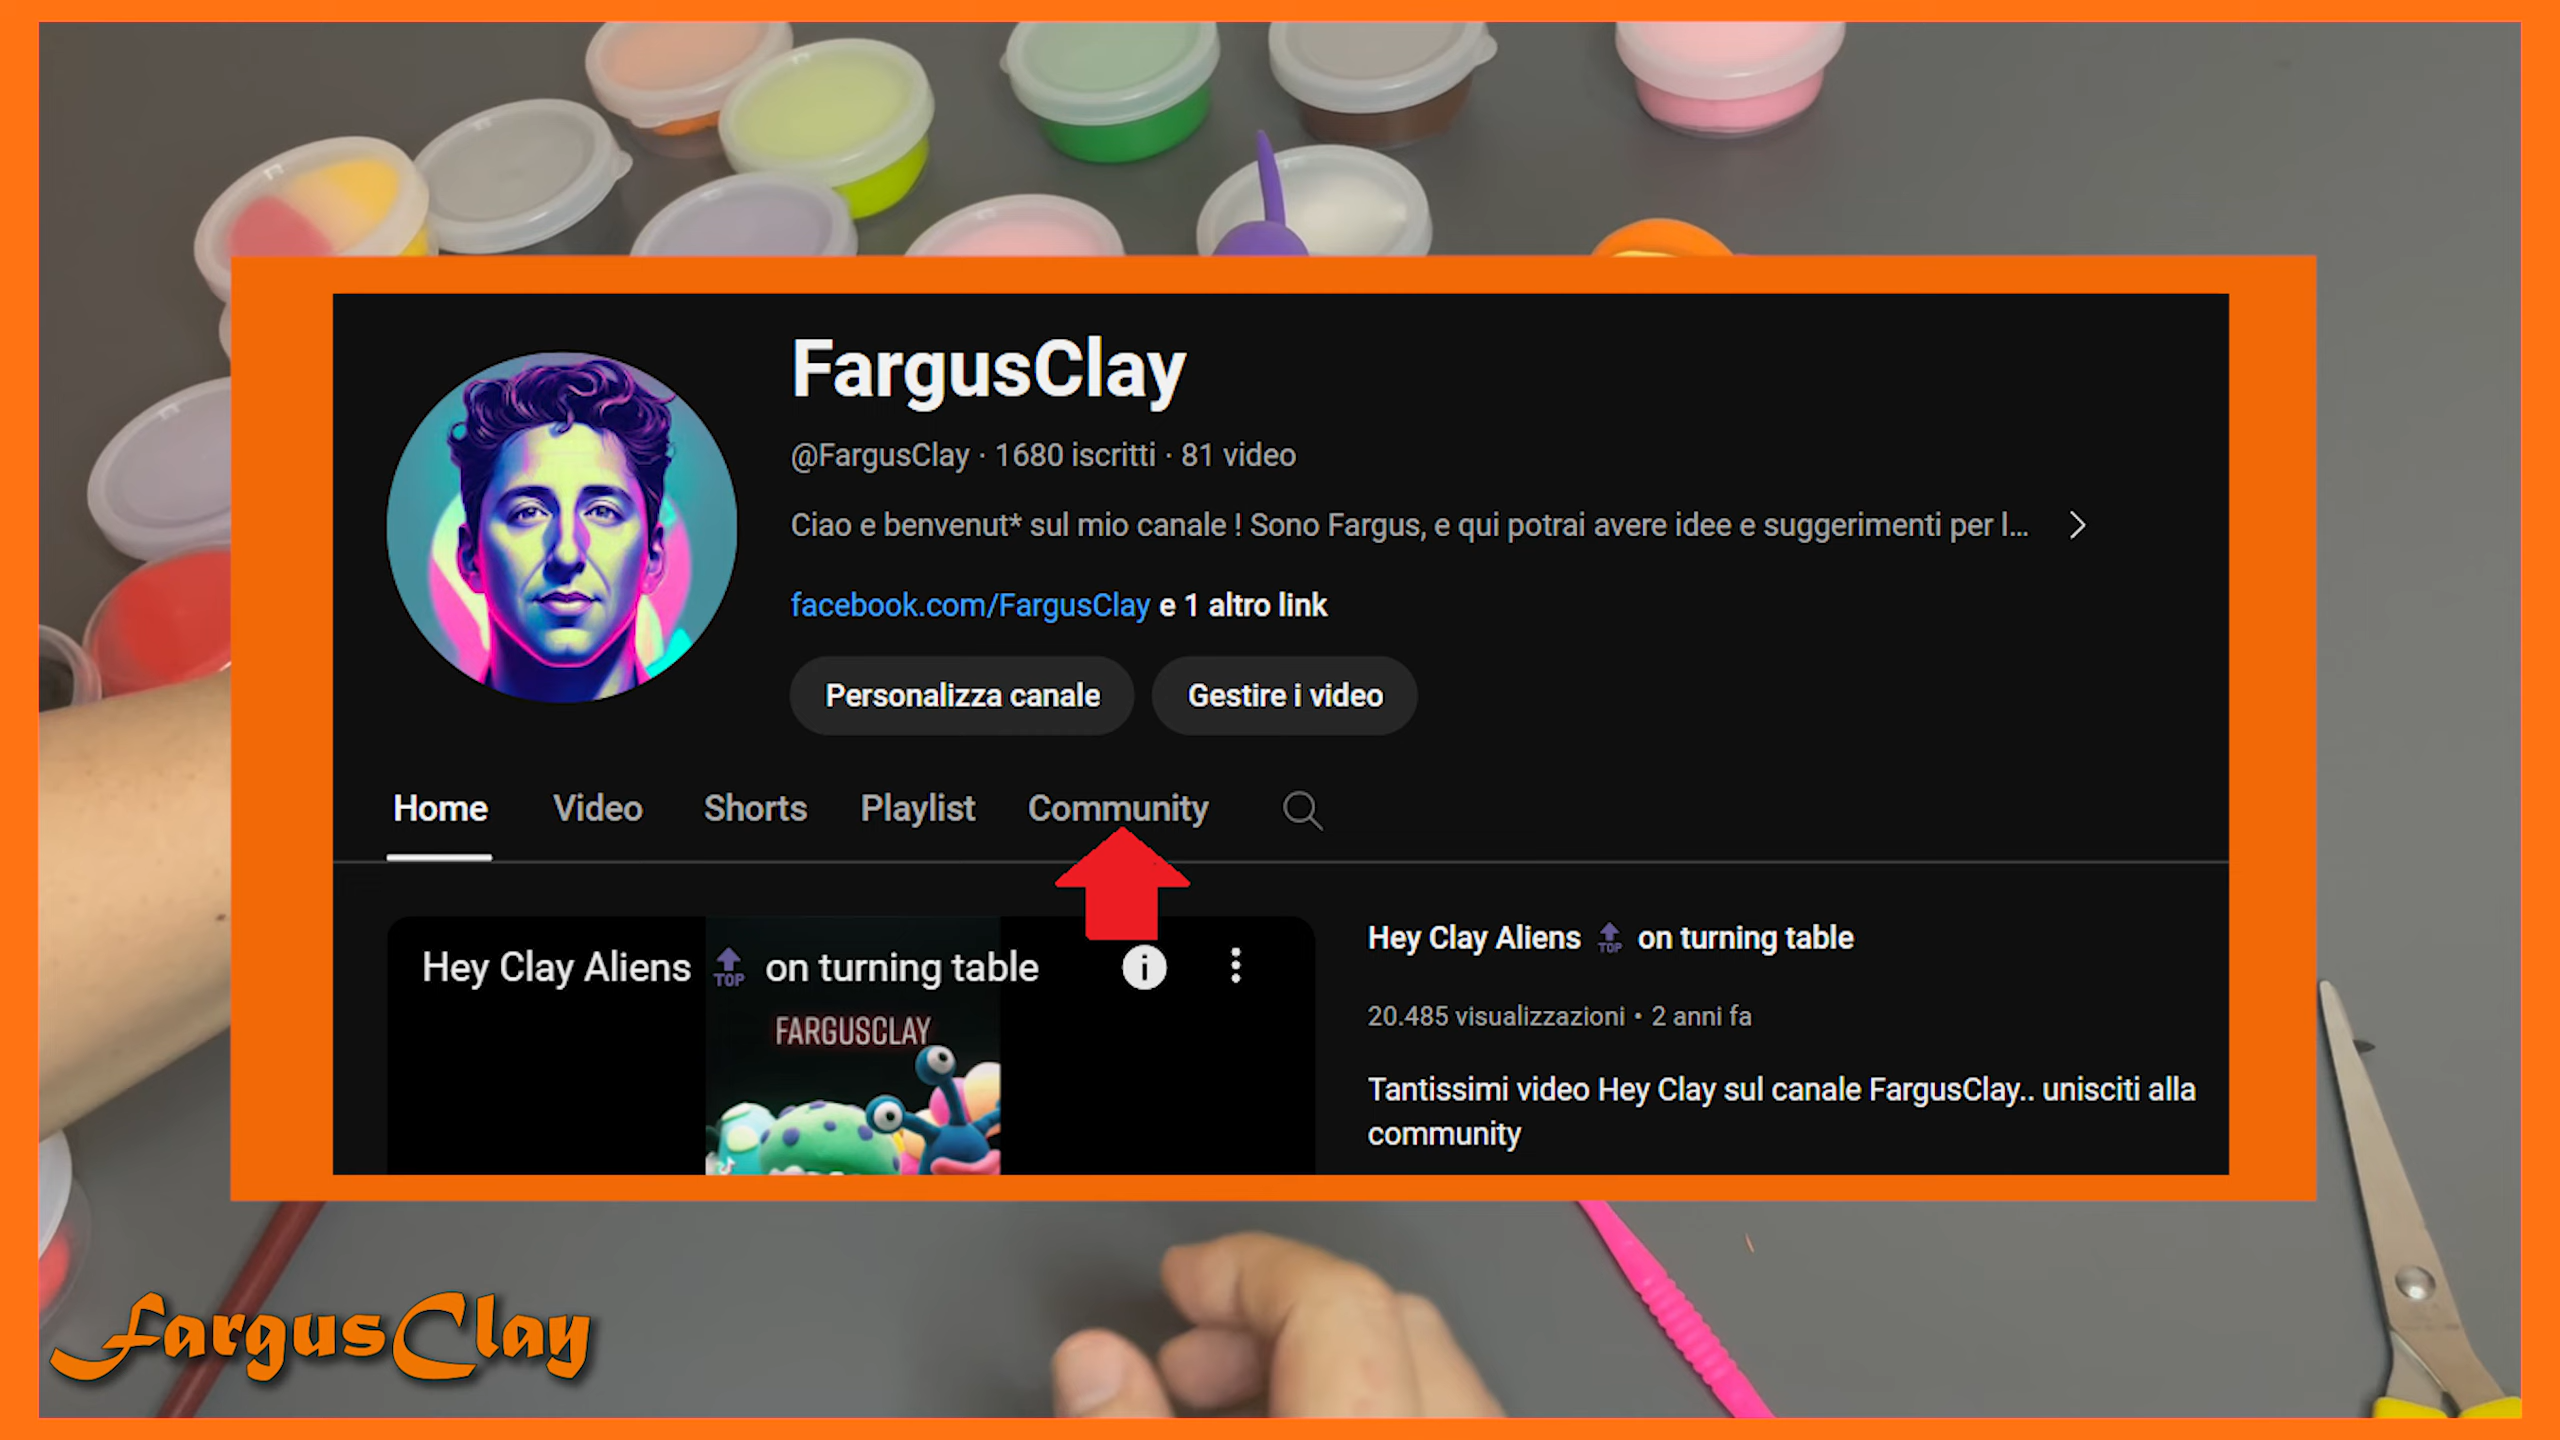 FargusClay
@FargusClay · 1680 iscritti · 81 video
Ciao e benvenut* sul mio canale ! Sono Fargus, e qui potrai avere idee e suggerimenti per l...
facebook.com/FargusClay e 1 altro link
Personalizza canale Gestire i video
Home Video Shorts Playlist Community
Hey Clay Aliens TOP on turning table
FARGUSCLAY
Hey Clay Aliens TOP on turning table
20.485 visualizzazioni • 2 anni fa
Tantissimi video Hey Clay sul canale FargusClay.. unisciti alla
community
FargusClay